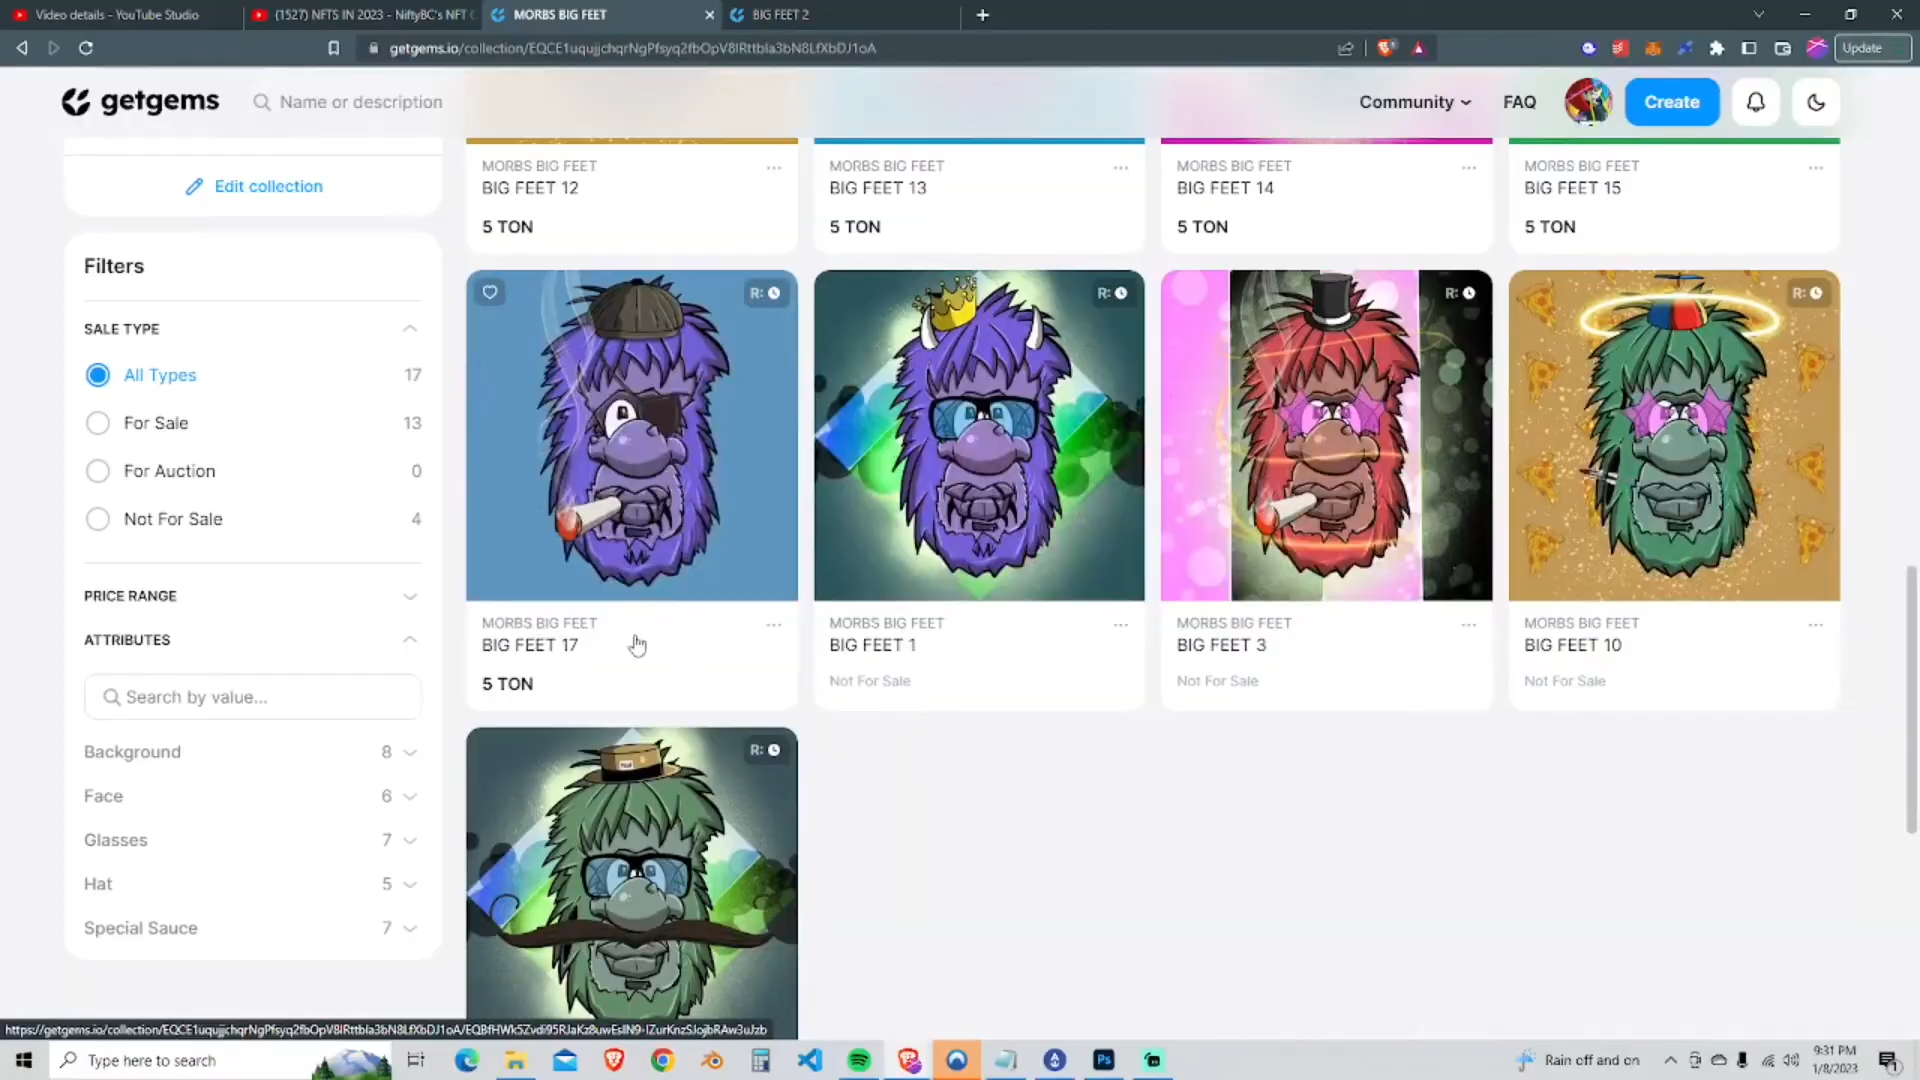 Video details - YouTube Studio
(1527) NFTS IN 2023 - NiftyBC's NFT
MORBS BIG FEET
BIG FEET 2
getgems.io/collection/EQCE1uqujjchqrNgPfsyq2fbOpV8lRttbla3bN8LfXbDJ1oA
Update
getgems
Name or description
Community
FAQ
Create
Edit collection
Filters
SALE TYPE
All Types 17
For Sale 13
For Auction 0
Not For Sale 4
PRICE RANGE
ATTRIBUTES
Search by value...
Background 8
Face 6
Glasses 7
Hat 5
Special Sauce 7
MORBS BIG FEET
BIG FEET 12
5 TON
MORBS BIG FEET
BIG FEET 13
5 TON
MORBS BIG FEET
BIG FEET 14
5 TON
MORBS BIG FEET
BIG FEET 15
5 TON
R:
MORBS BIG FEET
BIG FEET 17
5 TON
R:
MORBS BIG FEET
BIG FEET 1
Not For Sale
R:
MORBS BIG FEET
BIG FEET 3
Not For Sale
R:
MORBS BIG FEET
BIG FEET 10
Not For Sale
R:
Type here to search
Ps
Rain off and on
9:31 PM
1/8/2023